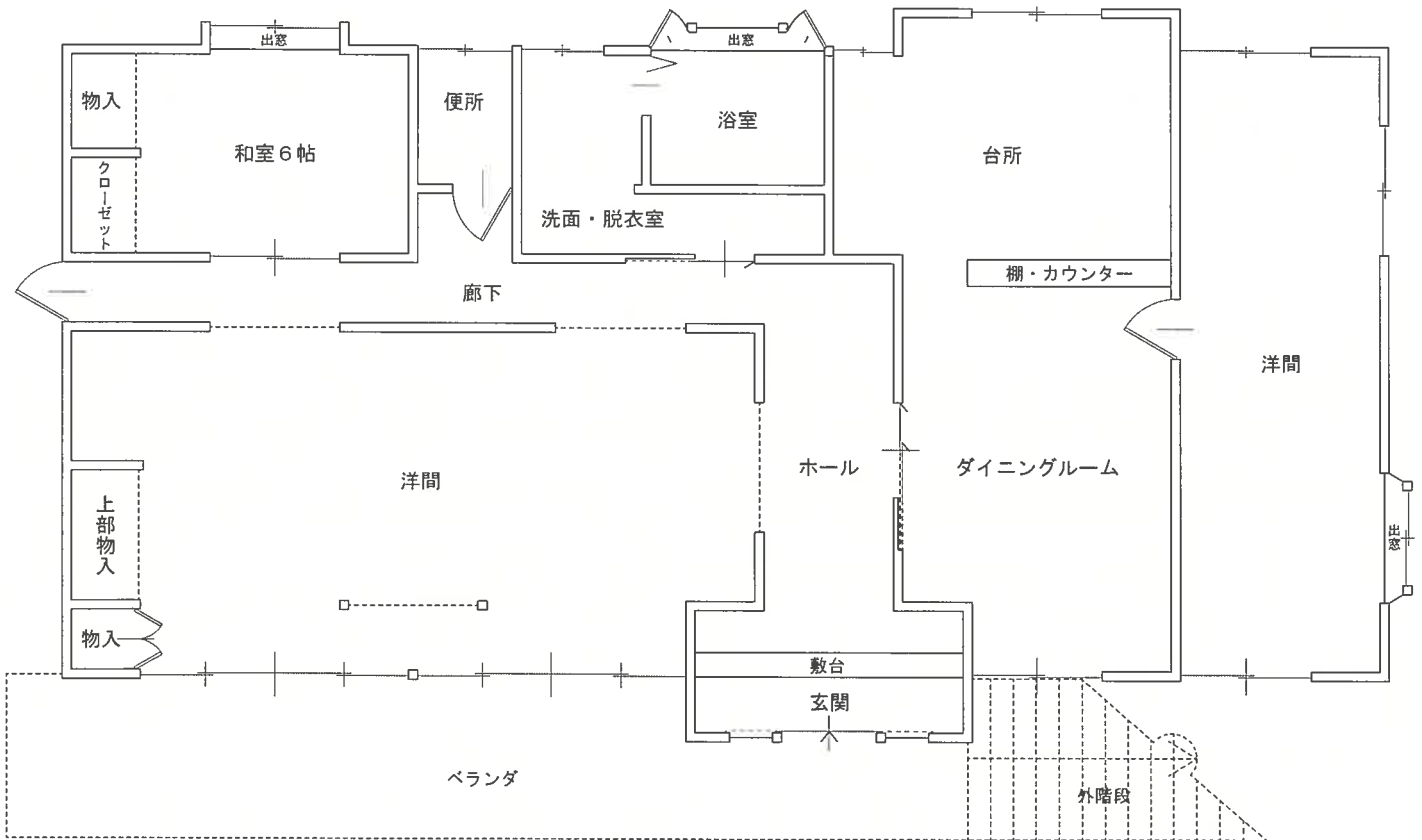 出窓
出窓
物入
便所
浴室
和室6帖
台所
クローゼット
洗面・脱衣室
棚・カウンター
廊下
洋間
ホール
ダイニングルーム
洋間
上部物入
出窓
物入
敷台
玄関
ベランダ
外階段